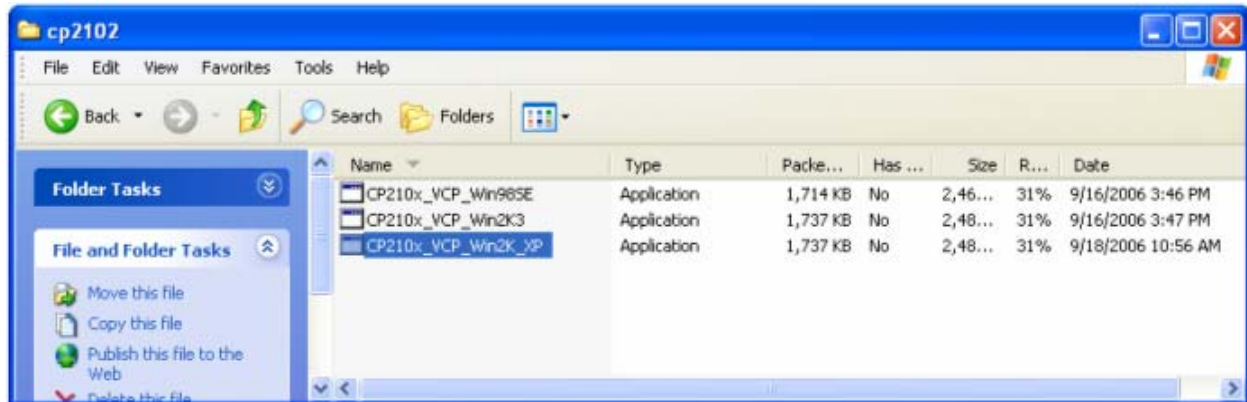 cp2102
File Edit View Favorites Tools Help
Back Search Folders
Folder Tasks
File and Folder Tasks
Move this file
Copy this file
Publish this file to the
Web
Delete this file
Name Type Packe... Has ... Size R... Date
CP210x_VCP_Win98SE Application 1,714 KB No 2,46... 31% 9/16/2006 3:46 PM
CP210x_VCP_Win2K3 Application 1,737 KB No 2,48... 31% 9/16/2006 3:47 PM
CP210x_VCP_Win2K_XP Application 1,737 KB No 2,48... 31% 9/18/2006 10:56 AM